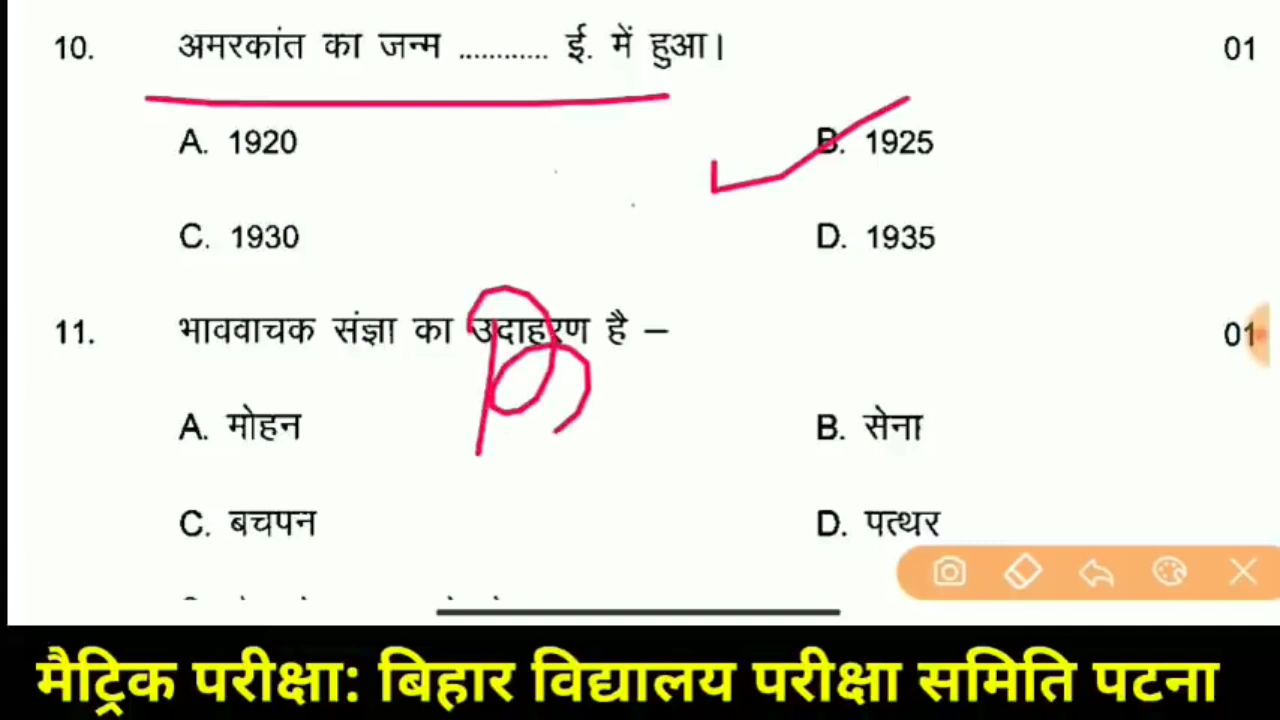 10. अमरकांत का जन्म ............ ई. में हुआ। 01
A. 1920 B. 1925
C. 1930 D. 1935
11. भाववाचक संज्ञा का उदाहरण है – 01
A. मोहन B. सेना
C. बचपन D. पत्थर
मैट्रिक परीक्षा: बिहार विद्यालय परीक्षा समिति पटना